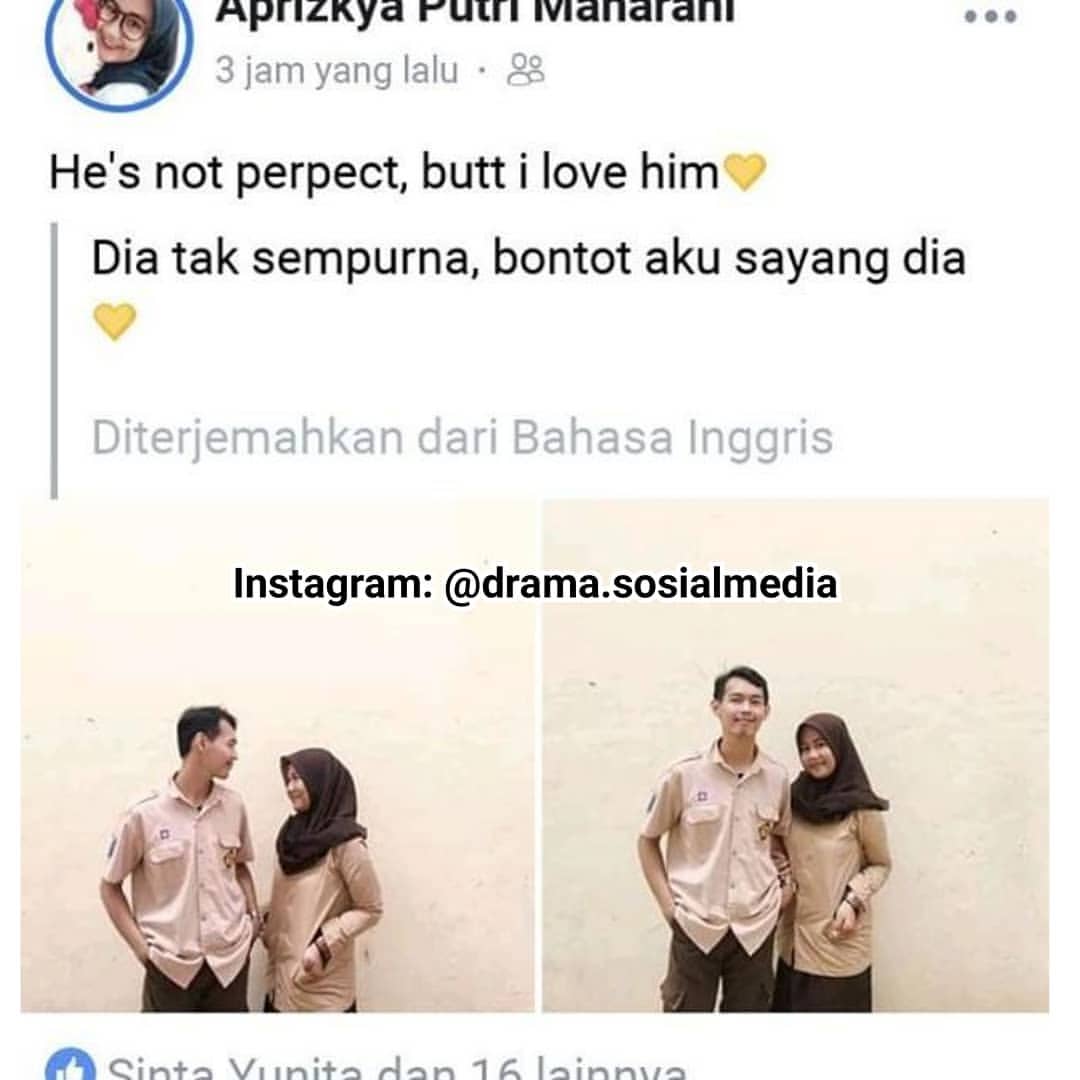 Aprizkya Putri Maharani
3 jam yang lalu ·
He's not perpect, butt i love him💛
Dia tak sempurna, bontot aku sayang dia
💛
Diterjemahkan dari Bahasa Inggris
Instagram: @drama.sosialmedia
Sinta Yunita dan 16 lainnya